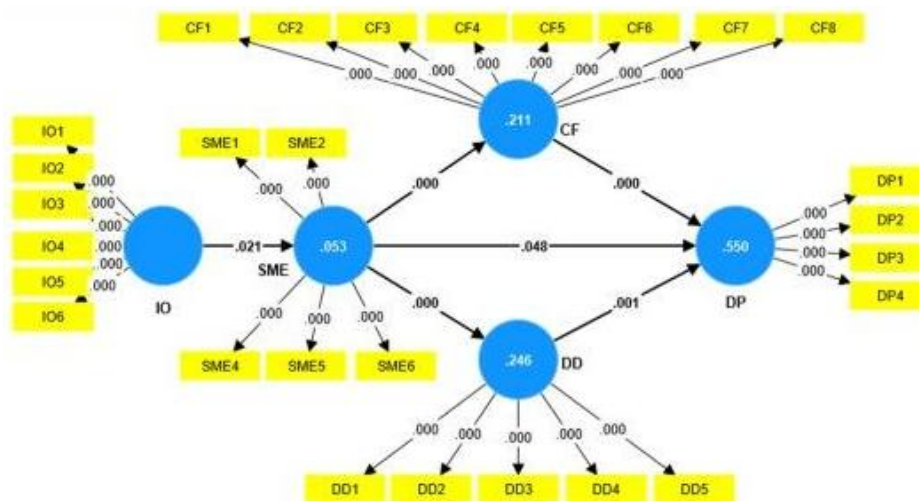 CF1 CF2 CF3 CF4 CF5 CF6 CF7 CF8
.000 .000 .000 .000 .000 .000 .000 .000
.211
CF
IO1
IO2
IO3
IO4
IO5
IO6
.000
.000
.000
.000
.000
.000
IO
.021
SME1 SME2
.000 .000
.053
SME
.000 .000 .000
SME4 SME5 SME6
.000
.048
.000
.000
.001
.246
DD
.000 .000 .000 .000 .000
DD1 DD2 DD3 DD4 DD5
.550
DP
.000
.000
.000
.000
DP1
DP2
DP3
DP4